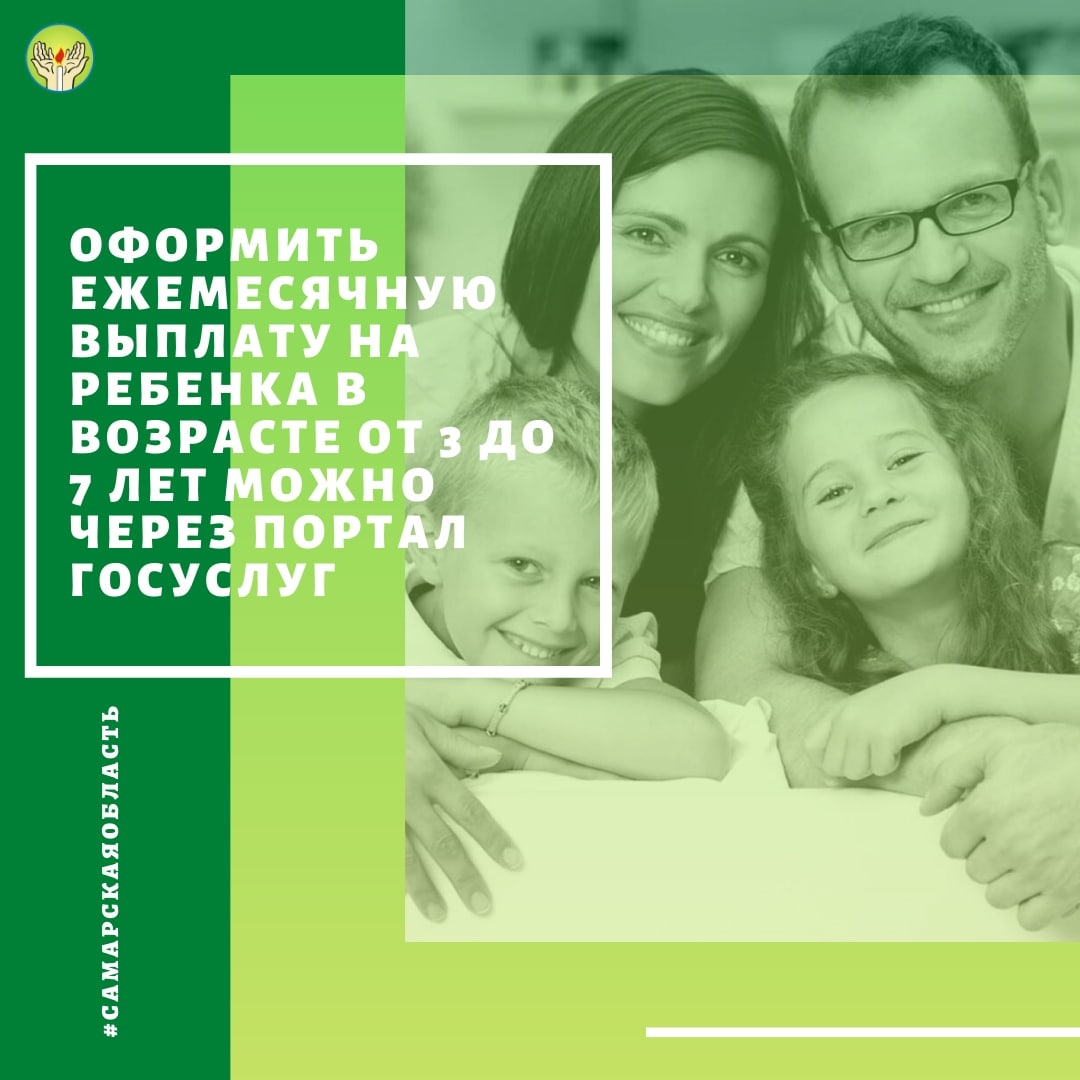 ОФОРМИТЬ
ЕЖЕМЕСЯЧНУЮ
ВЫПЛАТУ НА
РЕБЕНКА В
ВОЗРАСТЕ ОТ 3 ДО
7 ЛЕТ МОЖНО
ЧЕРЕЗ ПОРТАЛ
ГОСУСЛУГ
#САМАРСКАЯОБЛАСТЬ